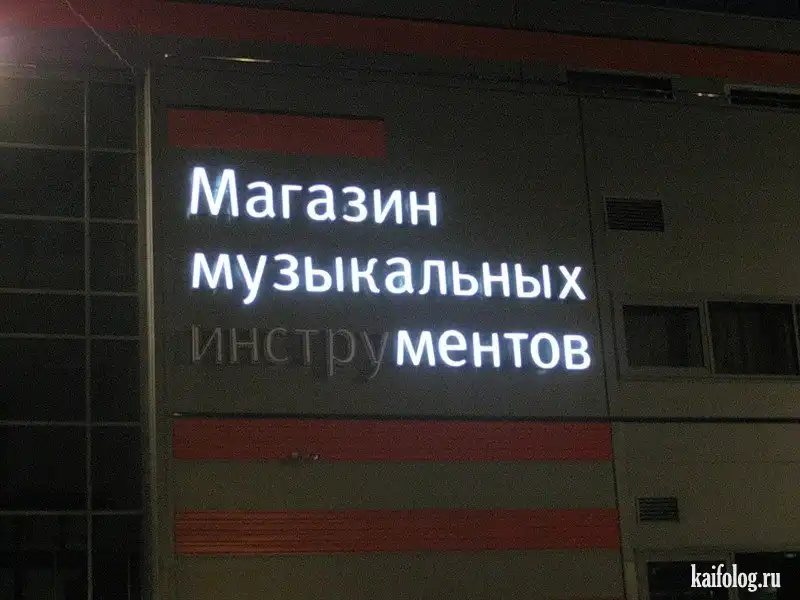 Магазин
музыкальных
инструментов
kaifolog.ru